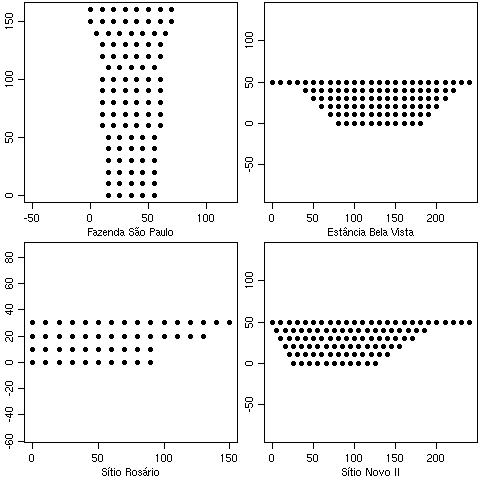 150
100
50
0
-50 0 50 100
Fazenda São Paulo
100
50
0
-50
0 50 100 150 200
Estância Bela Vista
80
60
40
20
0
-20
-40
-60
0 50 100 150
Sítio Rosário
100
50
0
-50
0 50 100 150 200
Sítio Novo II